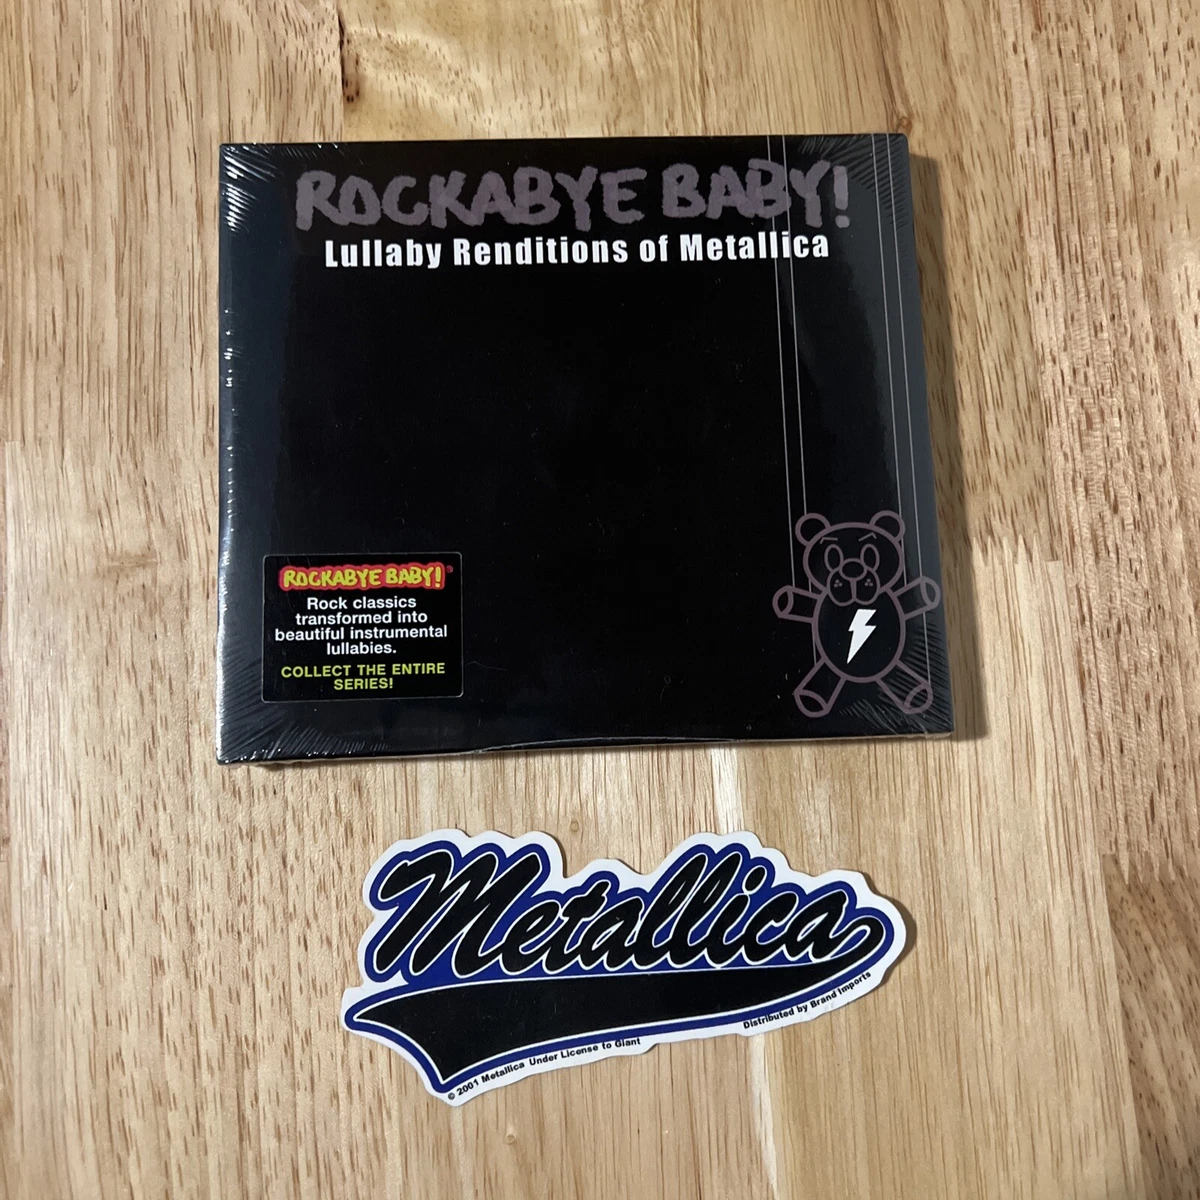 ROCKABYE BABY!
Lullaby Renditions of Metallica
ROCKABYE BABY!®
Rock classics
transformed into
beautiful instrumental
lullabies.
COLLECT THE ENTIRE
SERIES!
Metallica
© 2001 Metallica Under License to Giant
Distributed by Brand Imports